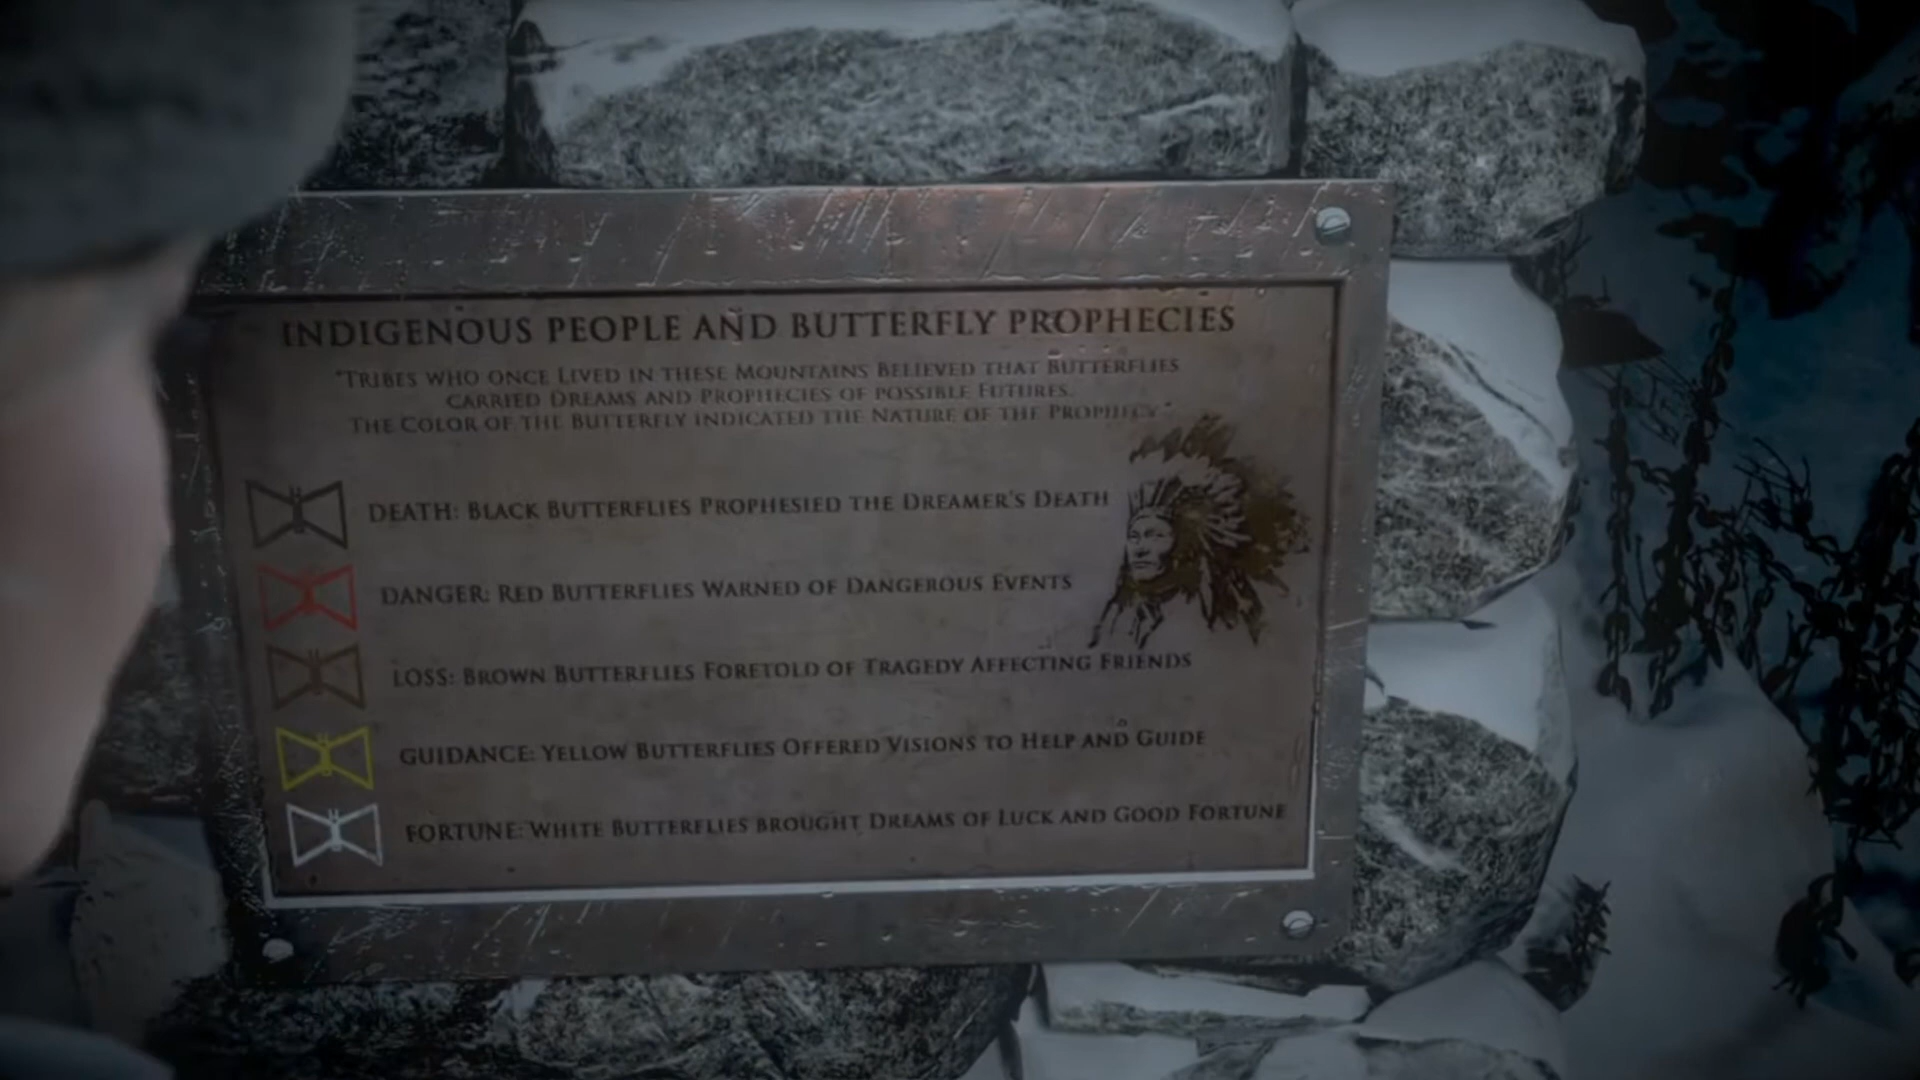 INDIGENOUS PEOPLE AND BUTTERFLY PROPHECIES
"TRIBES WHO ONCE LIVED IN THESE MOUNTAINS BELIEVED THAT BUTTERFLIES
CARRIED DREAMS AND PROPHECIES OF POSSIBLE FUTURES.
THE COLOR OF THE BUTTERFLY INDICATED THE NATURE OF THE PROPHECY"
DEATH: BLACK BUTTERFLIES PROPHESIED THE DREAMER'S DEATH
DANGER: RED BUTTERFLIES WARNED OF DANGEROUS EVENTS
LOSS: BROWN BUTTERFLIES FORETOLD OF TRAGEDY AFFECTING FRIENDS
GUIDANCE: YELLOW BUTTERFLIES OFFERED VISIONS TO HELP AND GUIDE
FORTUNE: WHITE BUTTERFLIES BROUGHT DREAMS OF LUCK AND GOOD FORTUNE